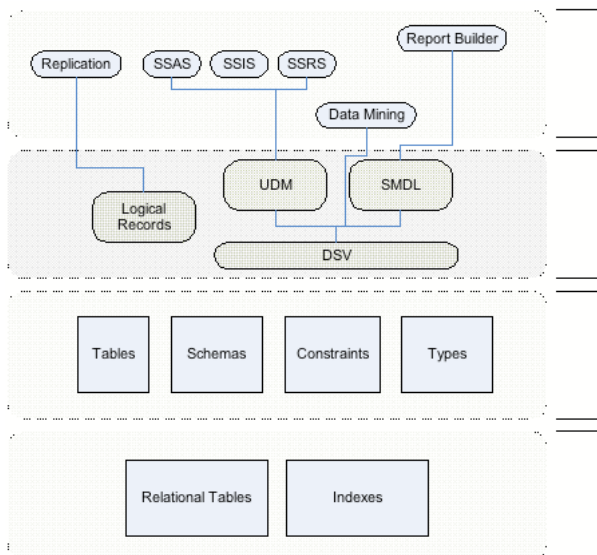 Report Builder
Replication
SSAS
SSIS
SSRS
Data Mining
UDM
SMDL
Logical
Records
DSV
Tables
Schemas
Constraints
Types
Relational Tables
Indexes